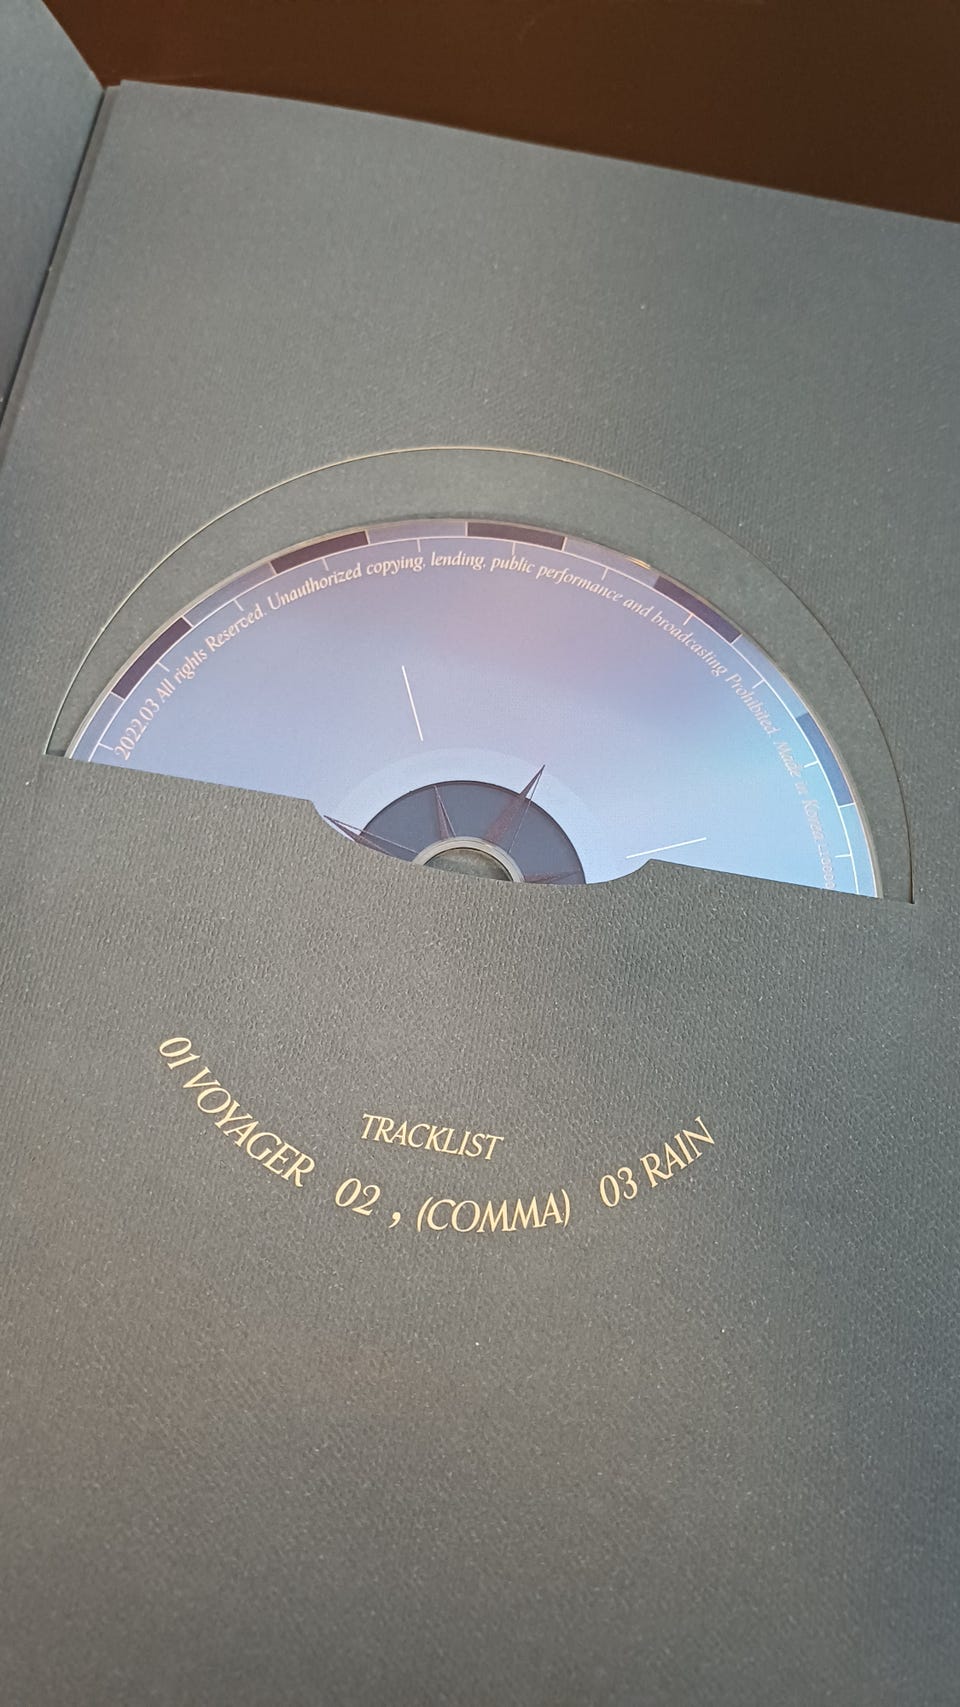 2022.03 All rights Reserved. Unauthorized copying, lending, public performance and broadcasting Prohibited. Made in Korea
TRACKLIST
01 VOYAGER 02 , (COMMA) 03 RAIN